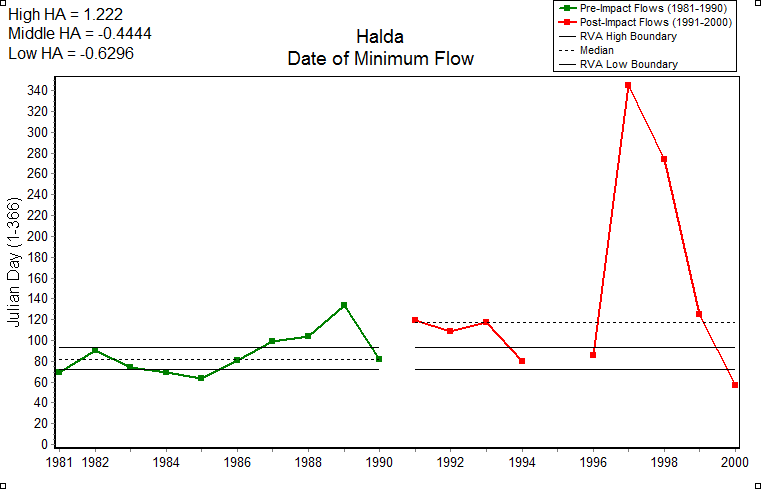 High HA = 1.222
Middle HA = -0.4444
Low HA = -0.6296
Halda
Date of Minimum Flow
Pre-Impact Flows (1981-1990)
Post-Impact Flows (1991-2000)
RVA High Boundary
Median
RVA Low Boundary
Julian Day (1-366)
340
320
300
280
260
240
220
200
180
160
140
120
100
80
60
40
20
0
1981 1982 1984 1986 1988 1990 1992 1994 1996 1998 2000